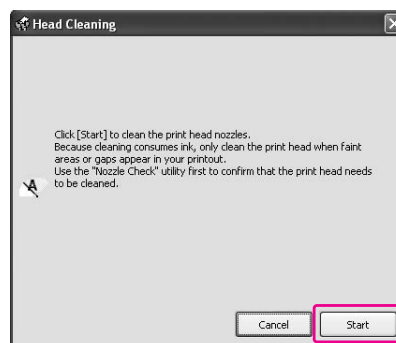 Head Cleaning
Click [Start] to clean the print head nozzles.
Because cleaning consumes ink, only clean the print head when faint
areas or gaps appear in your printout.
Use the "Nozzle Check" utility first to confirm that the print head needs
to be cleaned.
A
Cancel Start